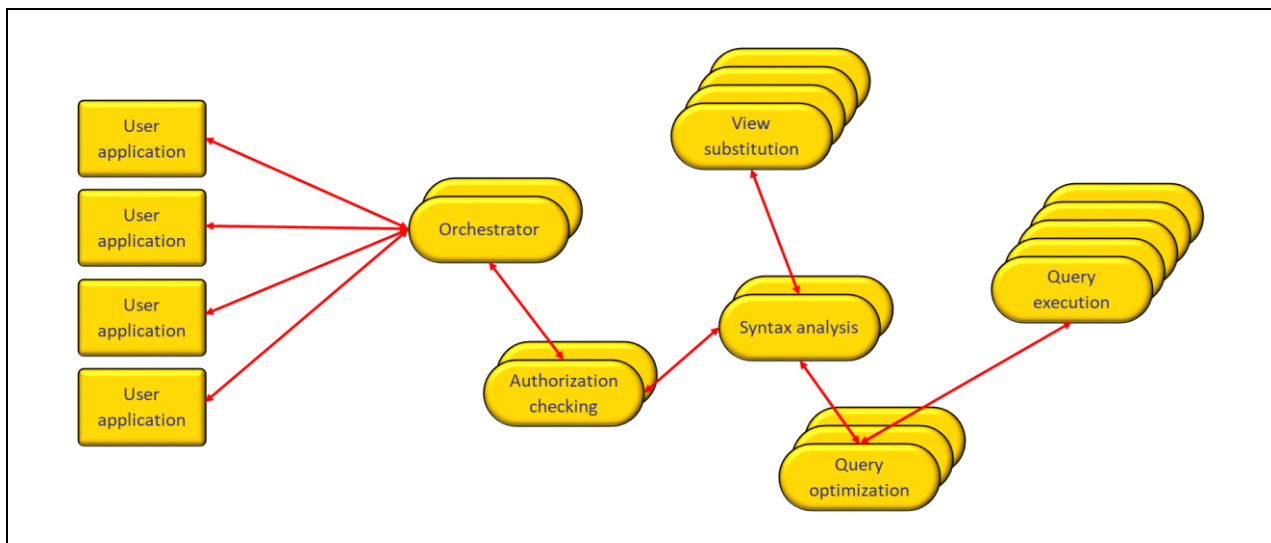 User
application
User
application
User
application
User
application
Orchestrator
Authorization
checking
View
substitution
Syntax analysis
Query
optimization
Query
execution